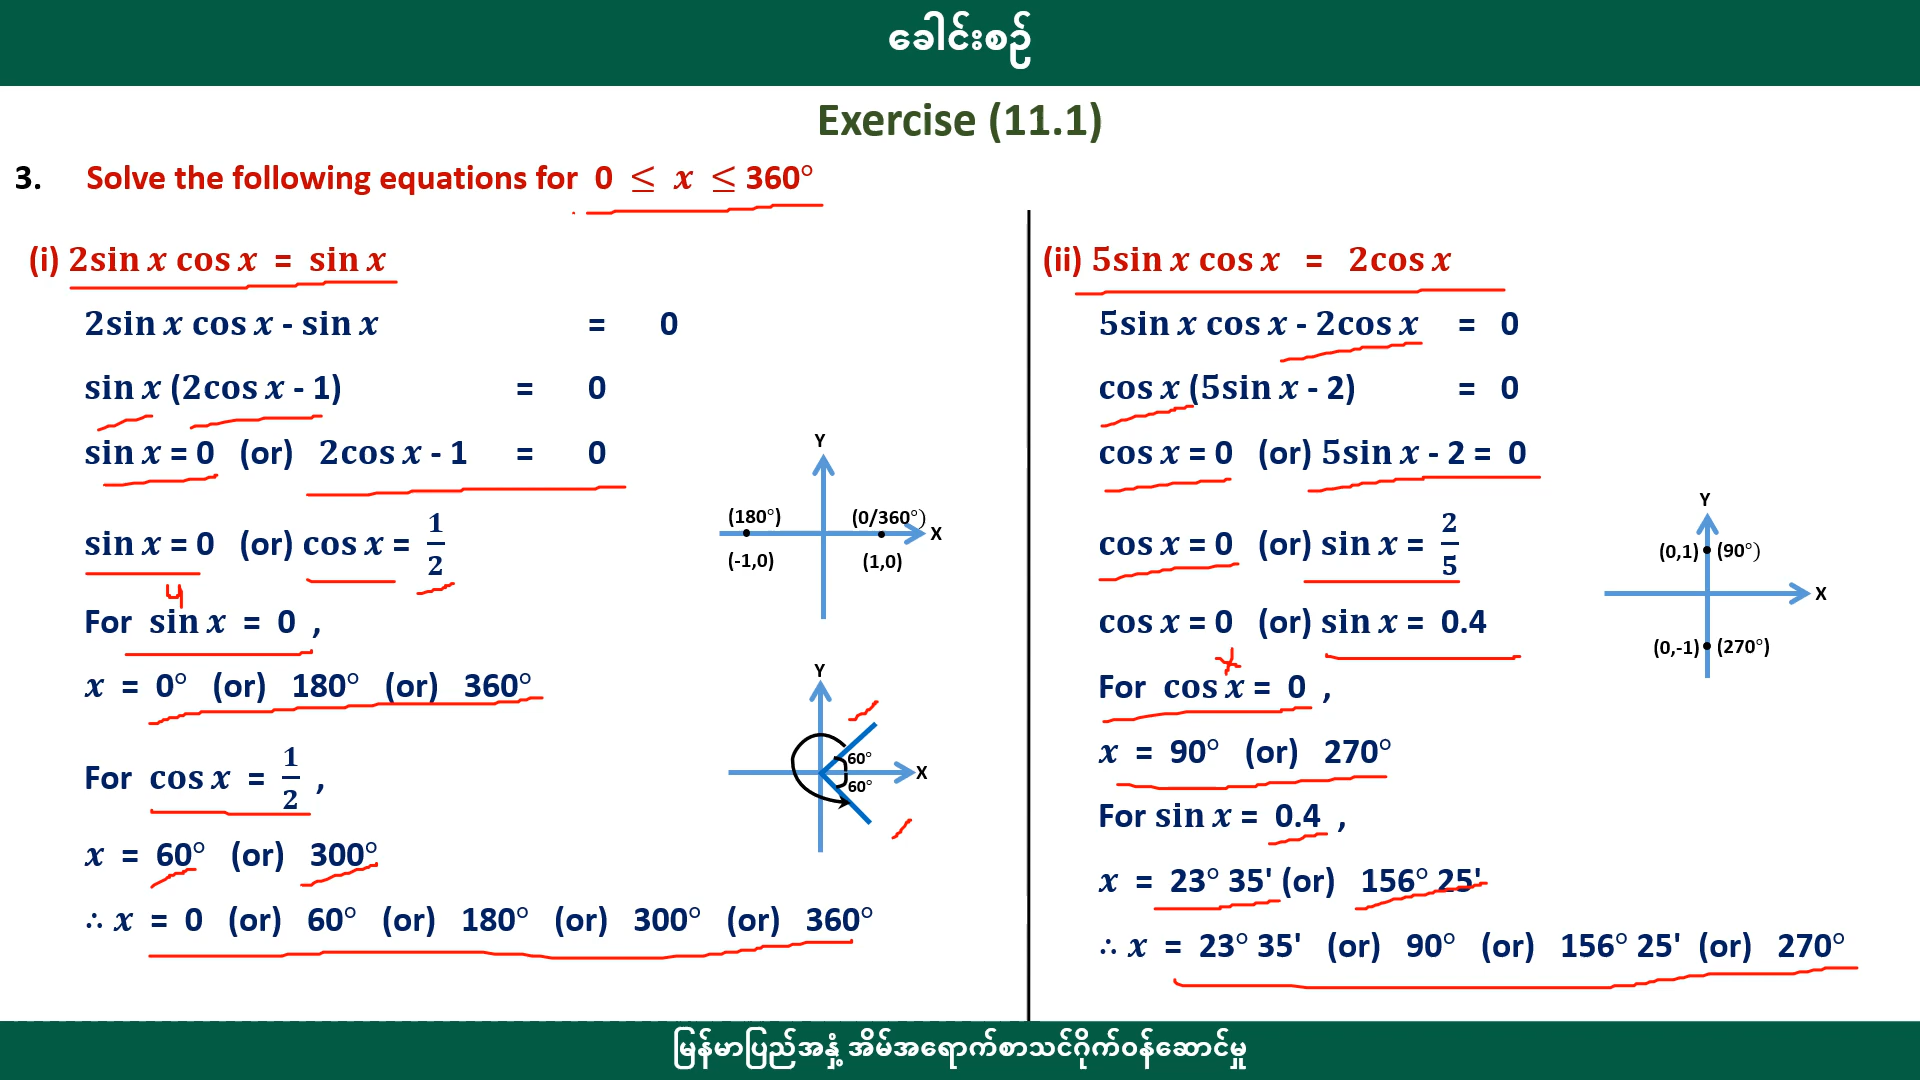 ခေါင်းစဉ်
Exercise (11.1)
3. Solve the following equations for 0 ≤ x ≤ 360°
(i) 2sin x cos x = sin x
2sin x cos x - sin x = 0
sin x (2cos x - 1) = 0
sin x = 0 (or) 2cos x - 1 = 0
sin x = 0 (or) cos x = 1/2
For sin x = 0 ,
x = 0° (or) 180° (or) 360°
For cos x = 1/2 ,
x = 60° (or) 300°
∴ x = 0 (or) 60° (or) 180° (or) 300° (or) 360°
Y
(180°) (0/360°)
X
(-1,0) (1,0)
Y
60°
X
60°
(ii) 5sin x cos x = 2cos x
5sin x cos x - 2cos x = 0
cos x (5sin x - 2) = 0
cos x = 0 (or) 5sin x - 2 = 0
cos x = 0 (or) sin x = 2/5
cos x = 0 (or) sin x = 0.4
For cos x = 0 ,
x = 90° (or) 270°
For sin x = 0.4 ,
x = 23° 35' (or) 156° 25'
∴ x = 23° 35' (or) 90° (or) 156° 25' (or) 270°
Y
(0,1) (90°)
X
(0,-1) (270°)
မြန်မာပြည်အနှံ့ အိမ်အရောက်စာသင်ဂိုက်ဝန်ဆောင်မှု